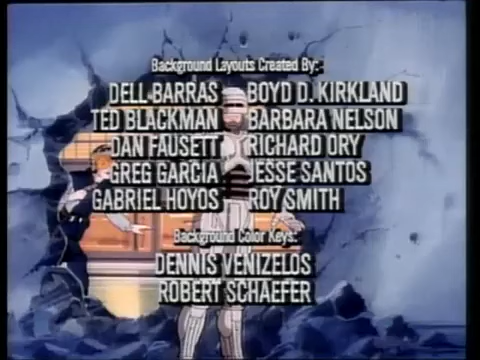 Background Layouts Created By:-
DELL BARRAS BOYD D. KIRKLAND
TED BLACKMAN BARBARA NELSON
DAN FAUSETT RICHARD ORY
GREG GARCIA JESSE SANTOS
GABRIEL HOYOS ROY SMITH
Background Color Keys:
DENNIS VENIZELOS
ROBERT SCHAEFER